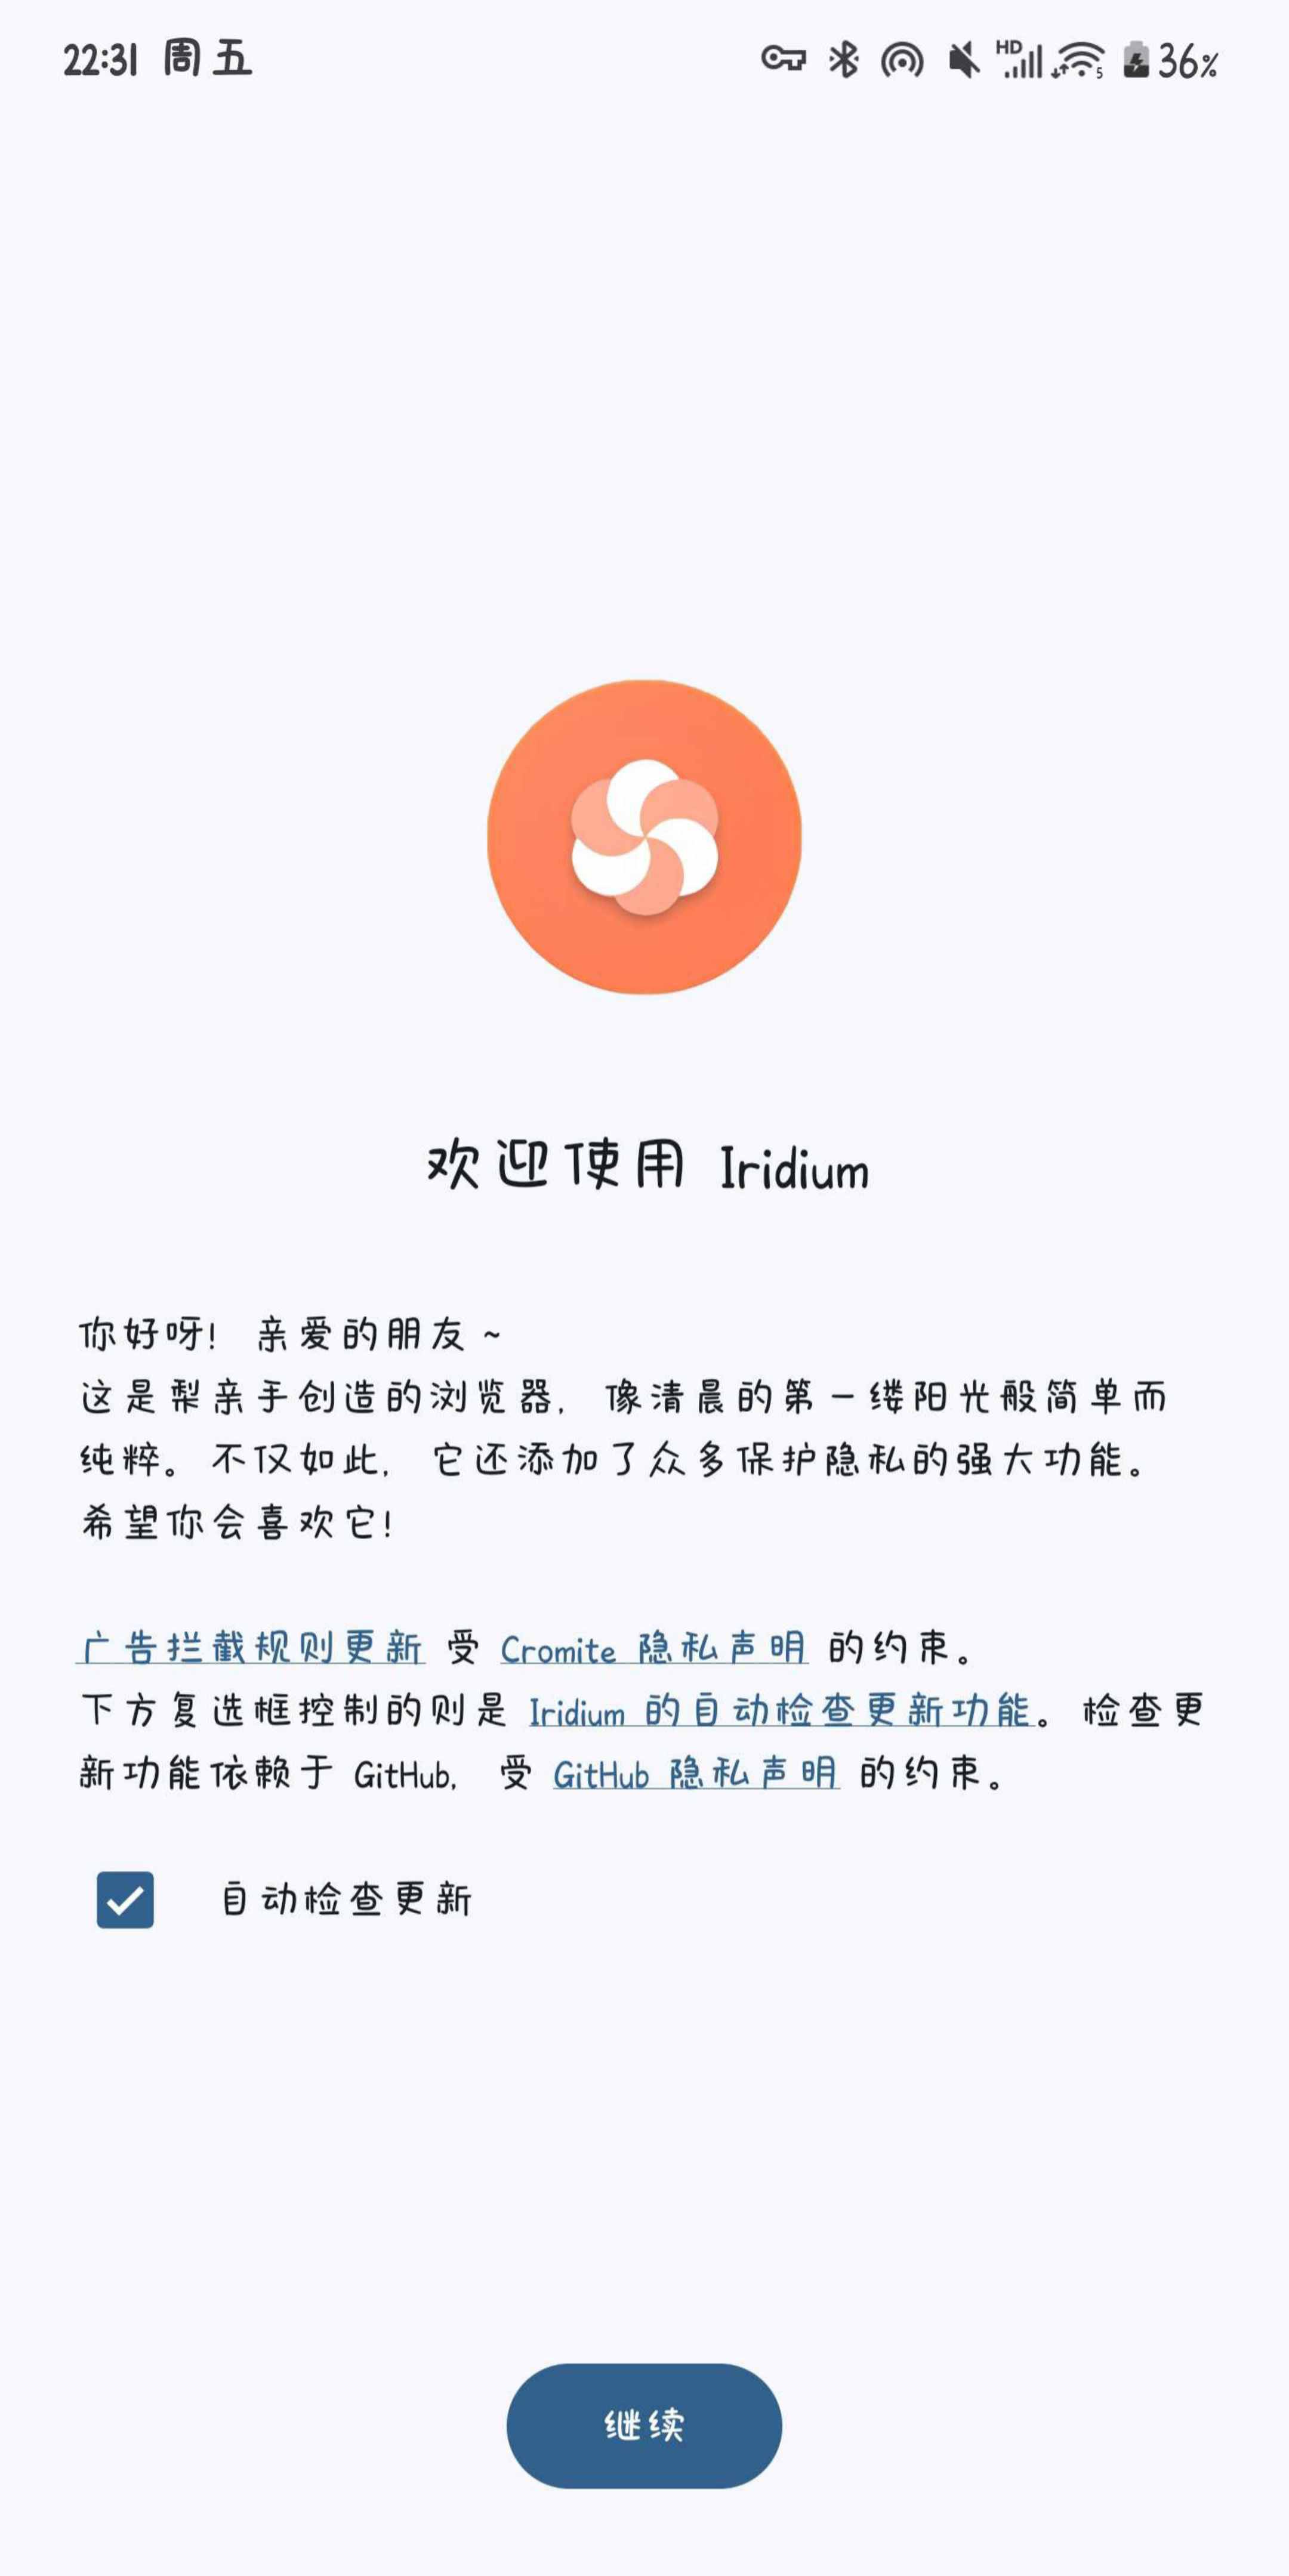 22:31 周五
HD
5
36%
欢迎使用 Iridium
你好呀! 亲爱的朋友~
这是梨亲手创造的浏览器, 像清晨的第一缕阳光般简单而
纯粹。不仅如此, 它还添加了众多保护隐私的强大功能。
希望你会喜欢它!
广告拦截规则更新 受 Cromite 隐私声明 的约束。
下方复选框控制的则是 Iridium 的自动检查更新功能。检查更
新功能依赖于 GitHub, 受 GitHub 隐私声明 的约束。
自动检查更新
继续